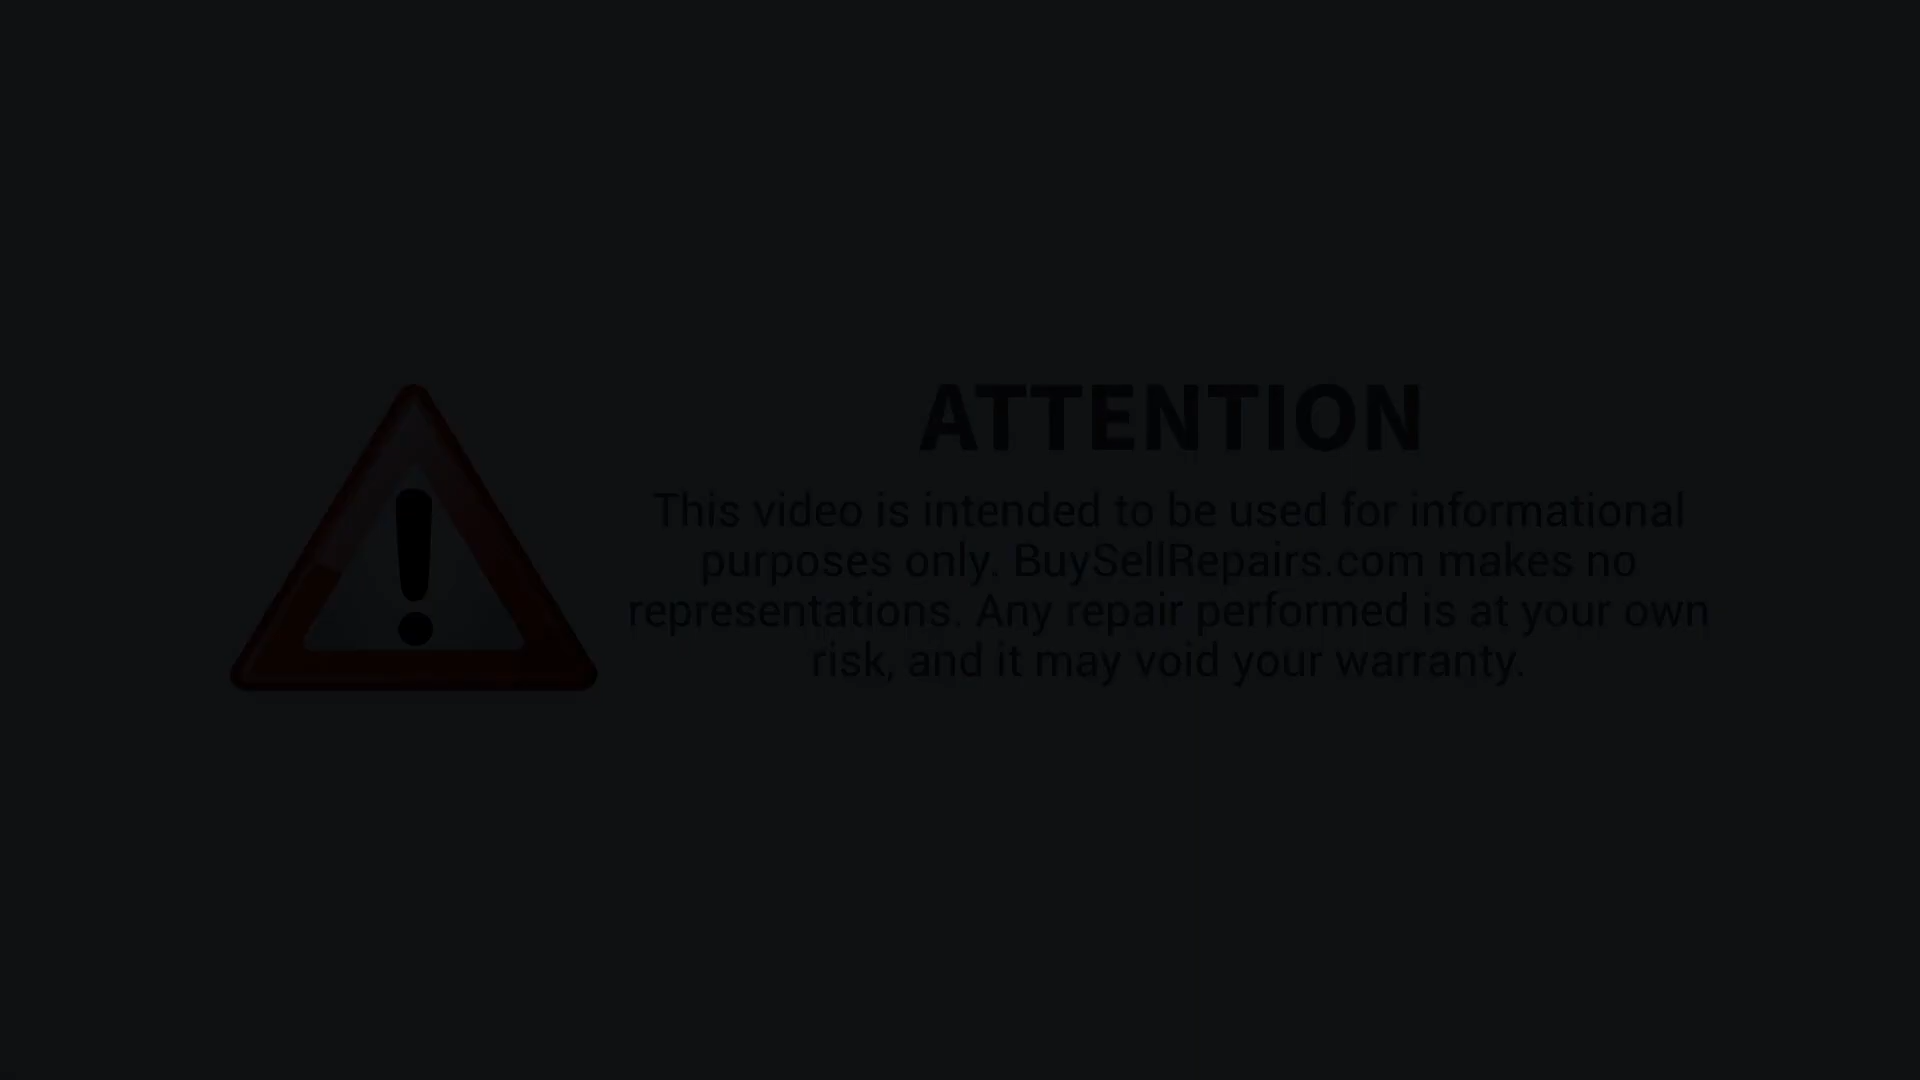 ATTENTION
This video is intended to be used for informational
purposes only. BuySellRepairs.com makes no
representations. Any repair performed is at your own
risk, and it may void your warranty.